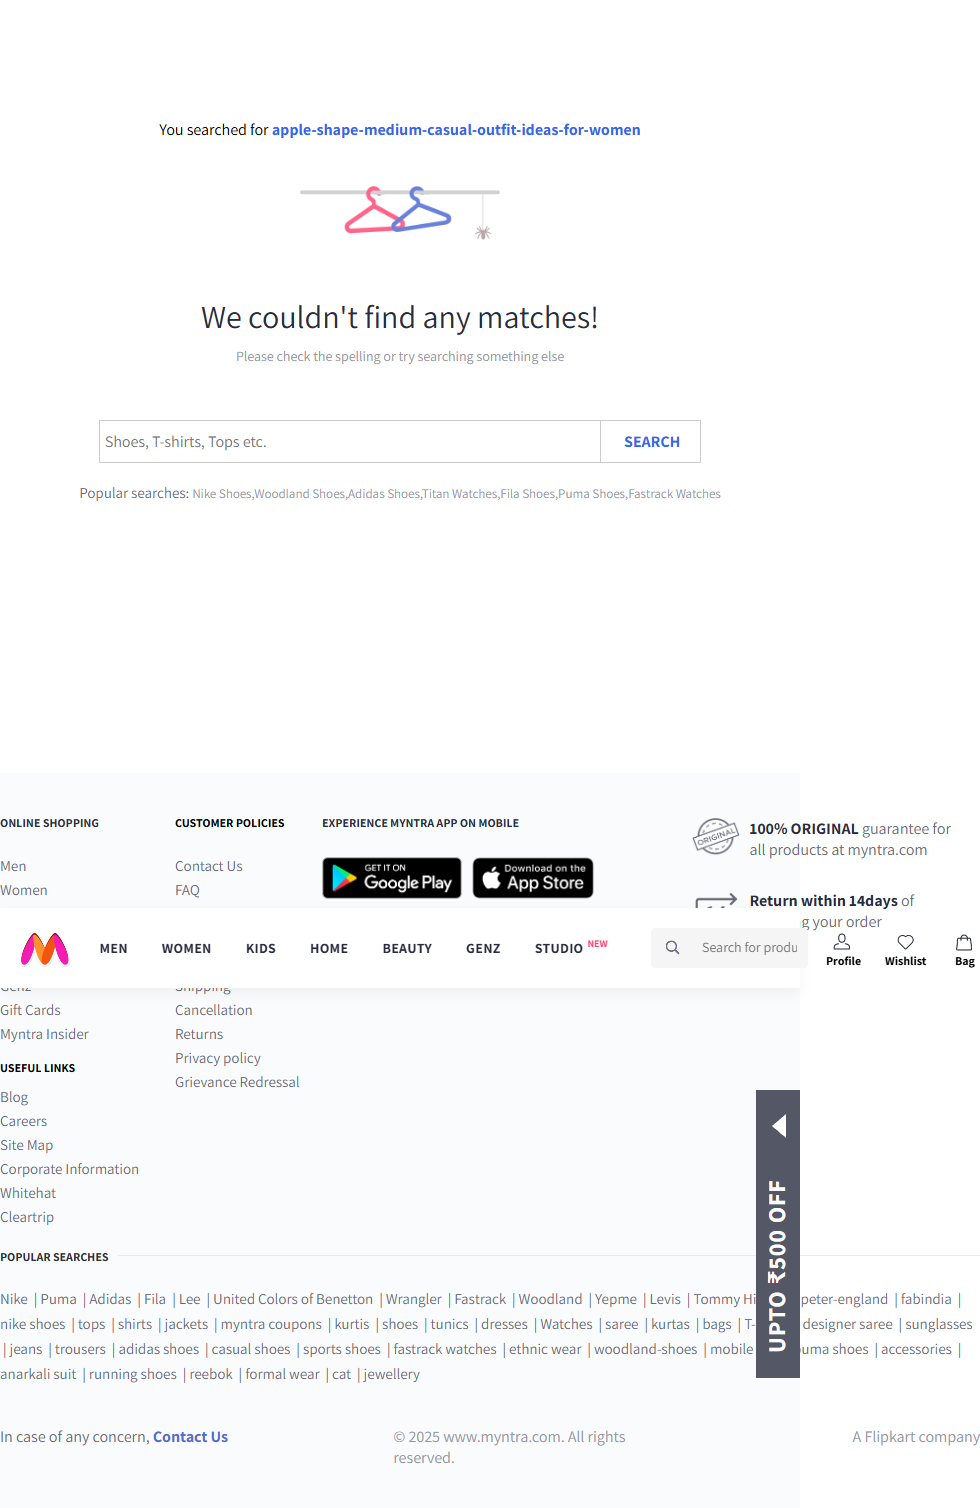 You searched for apple-shape-medium-casual-outfit-ideas-for-women
We couldn't find any matches!
Please check the spelling or try searching something else
Shoes, T-shirts, Tops etc.
SEARCH
Popular searches: Nike Shoes,Woodland Shoes,Adidas Shoes,Titan Watches,Fila Shoes,Puma Shoes,Fastrack Watches
ONLINE SHOPPING
Men
Women
CUSTOMER POLICIES
Contact Us
FAQ
EXPERIENCE MYNTRA APP ON MOBILE
GET IT ON
Google Play
Download on the
App Store
ORIGINAL
100% ORIGINAL guarantee for
all products at myntra.com
Return within 14days of
your order
MEN WOMEN KIDS HOME BEAUTY GENZ STUDIO NEW
Search for produ
Profile
Wishlist
Bag
Genz
Gift Cards
Myntra Insider
Shipping
Cancellation
Returns
Privacy policy
Grievance Redressal
USEFUL LINKS
Blog
Careers
Site Map
Corporate Information
Whitehat
Cleartrip
UPTO ₹500 OFF
POPULAR SEARCHES
Nike | Puma | Adidas | Fila | Lee | United Colors of Benetton | Wrangler | Fastrack | Woodland | Yepme | Levis | Tommy Hi peter-england | fabindia |
nike shoes | tops | shirts | jackets | myntra coupons | kurtis | shoes | tunics | dresses | Watches | saree | kurtas | bags | T- designer saree | sunglasses
| jeans | trousers | adidas shoes | casual shoes | sports shoes | fastrack watches | ethnic wear | woodland-shoes | mobile puma shoes | accessories |
anarkali suit | running shoes | reebok | formal wear | cat | jewellery
In case of any concern, Contact Us
© 2025 www.myntra.com. All rights
reserved.
A Flipkart company